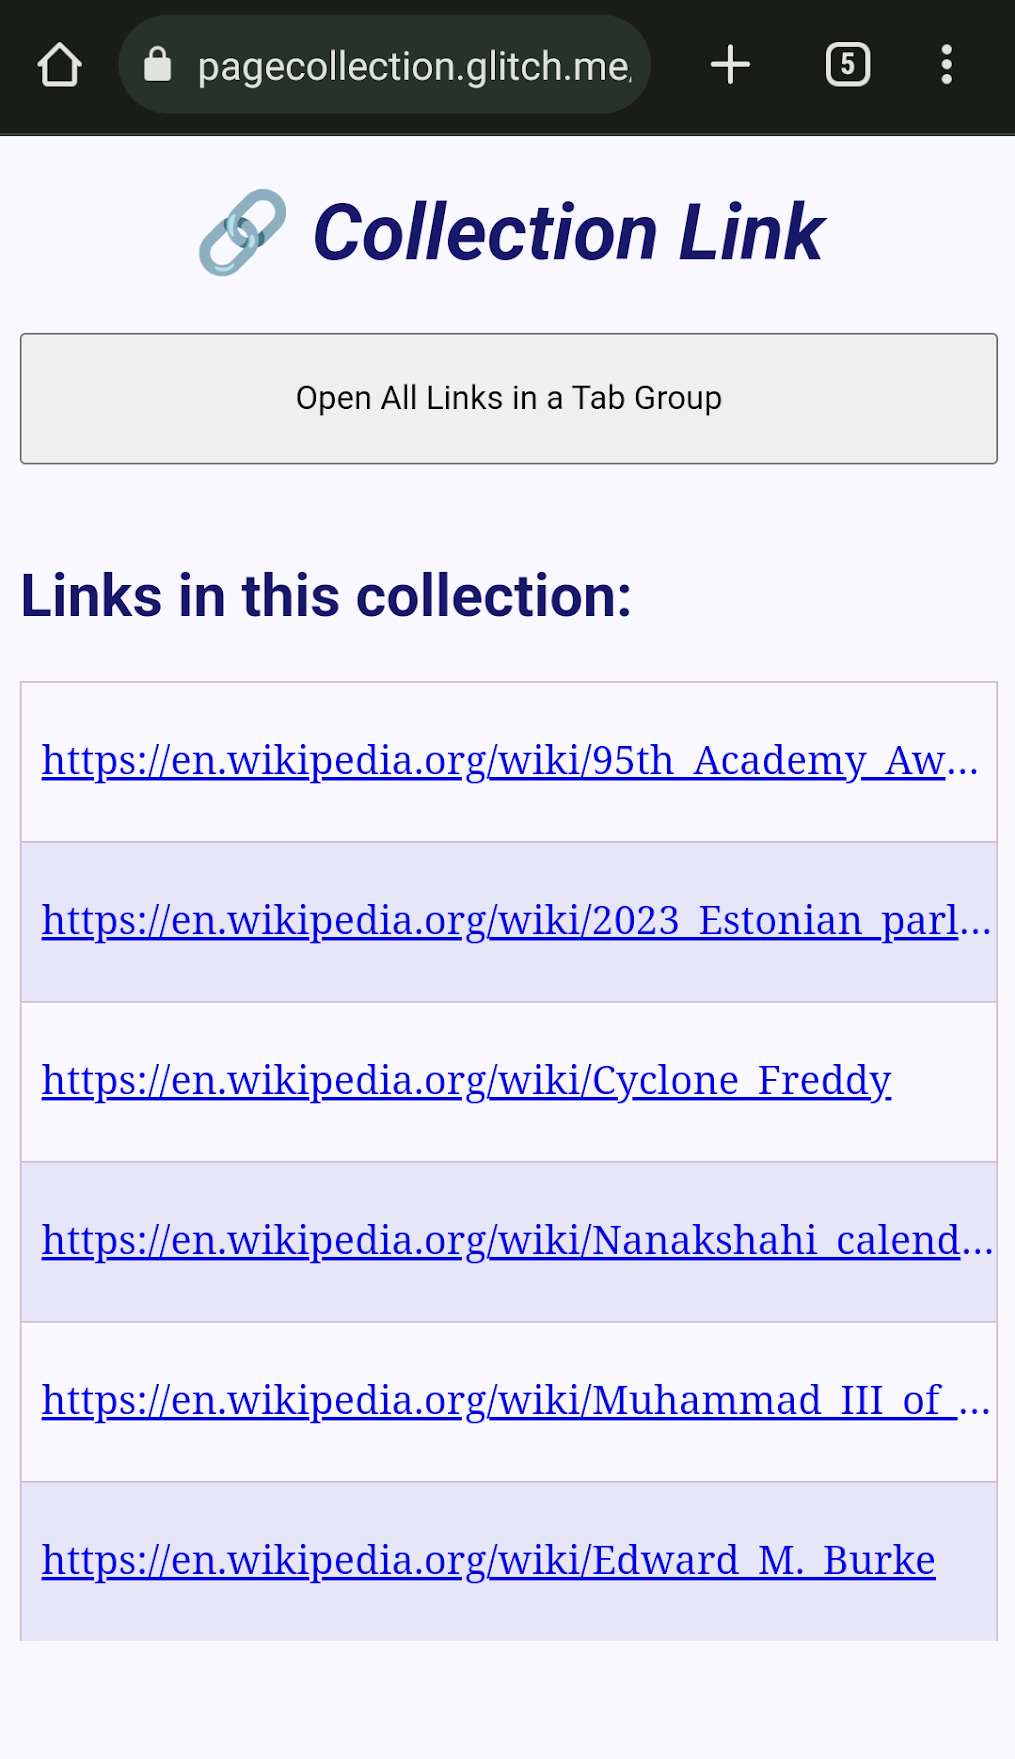 pagecollection.glitch.me
5
Collection Link
Open All Links in a Tab Group
Links in this collection:
https://en.wikipedia.org/wiki/95th_Academy_Aw...
https://en.wikipedia.org/wiki/2023_Estonian_parl...
https://en.wikipedia.org/wiki/Cyclone_Freddy
https://en.wikipedia.org/wiki/Nanakshahi_calend...
https://en.wikipedia.org/wiki/Muhammad_III_of_...
https://en.wikipedia.org/wiki/Edward_M._Burke